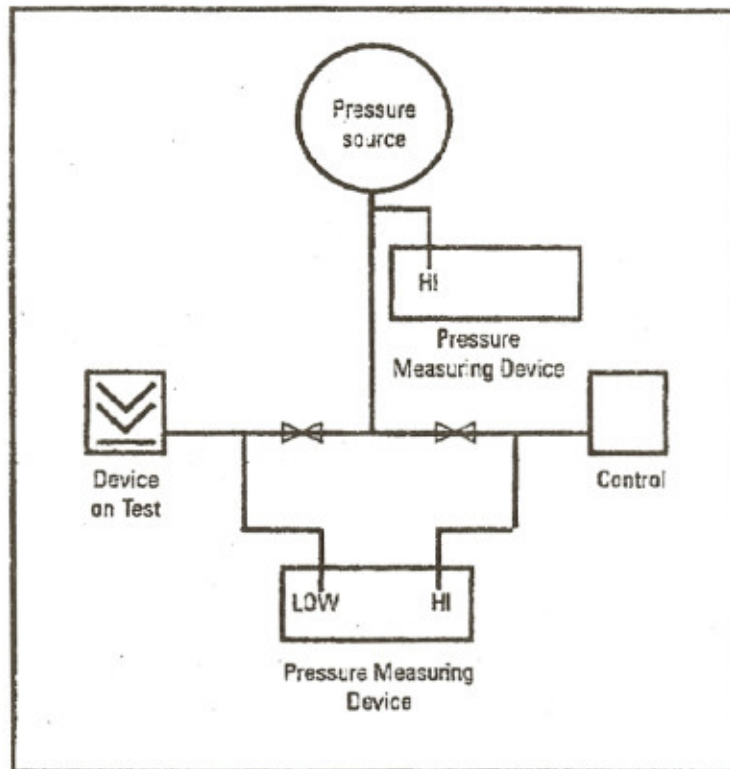 Pressure
source
HI
Pressure
Measuring Device
Device
on Test
Control
LOW
HI
Pressure Measuring
Device